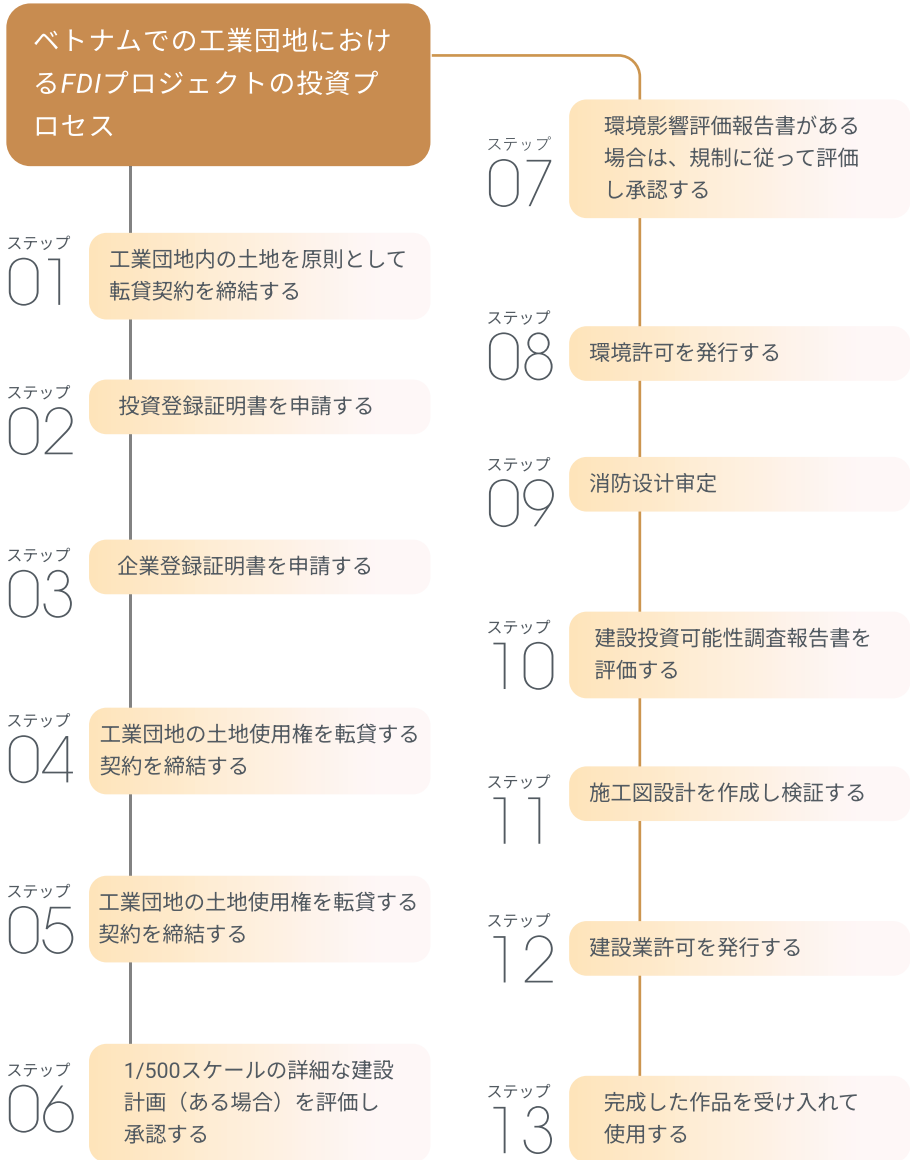 ベトナムでの工業団地におけ
るFDIプロジェクトの投資プ
ロセス
ステップ
01
工業団地内の土地を原則として
転貸契約を締結する
ステップ
02
投資登録証明書を申請する
ステップ
03
企業登録証明書を申請する
ステップ
04
工業団地の土地使用権を転貸する
契約を締結する
ステップ
05
工業団地の土地使用権を転貸する
契約を締結する
ステップ
06
1/500スケールの詳細な建設
計画（ある場合）を評価し
承認する
ステップ
07
環境影響評価報告書がある
場合は、規制に従って評価
し承認する
ステップ
08
環境許可を発行する
ステップ
09
消防设计审定
ステップ
10
建設投資可能性調査報告書を
評価する
ステップ
11
施工図設計を作成し検証する
ステップ
12
建設業許可を発行する
ステップ
13
完成した作品を受け入れて
使用する